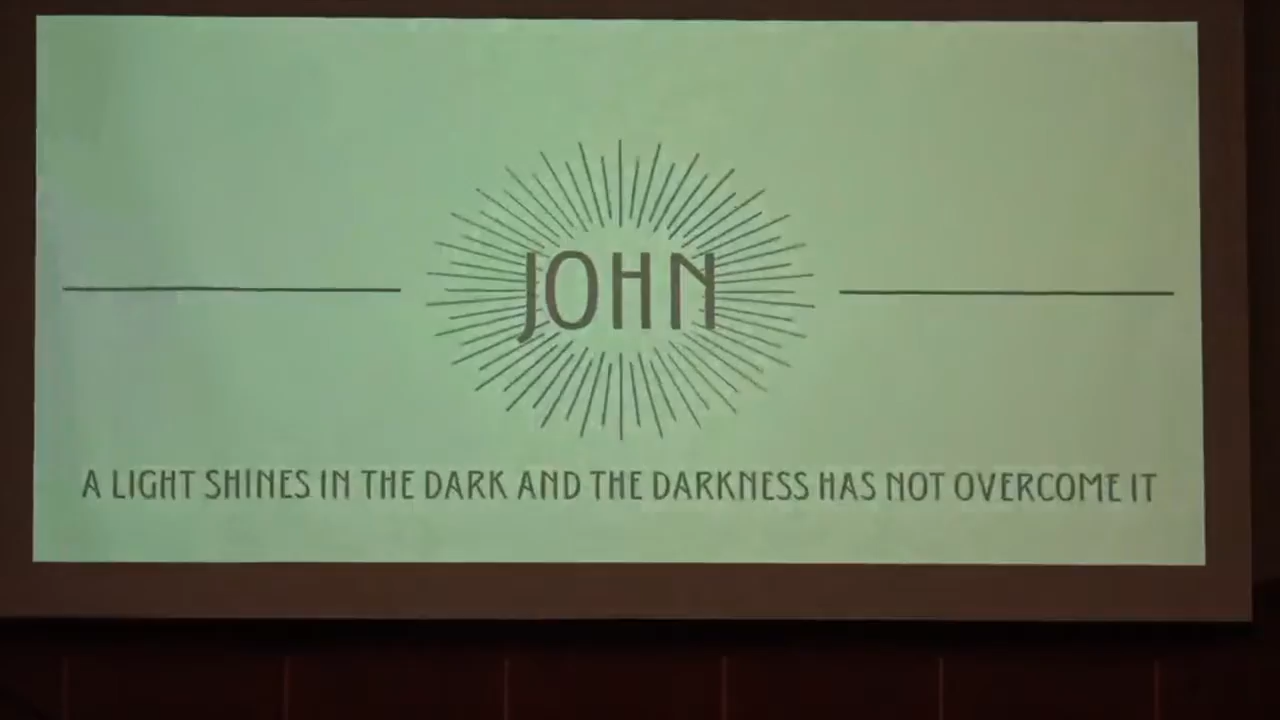 JOHN
A LIGHT SHINES IN THE DARK AND THE DARKNESS HAS NOT OVERCOME IT